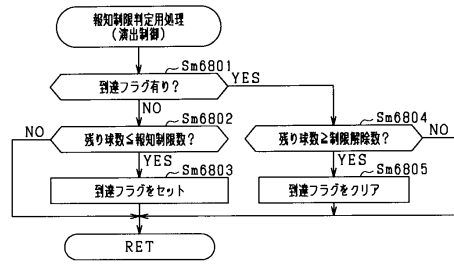 報知制限判定用処理
(演出制御)
Sm6801
到達フラグ有り?
YES
NO
Sm6802
Sm6804
NO
残り球数≦報知制限数?
残り球数≧制限解除数?
NO
YES
Sm6803
YES
Sm6805
到達フラグをセット
到達フラグをクリア
RET